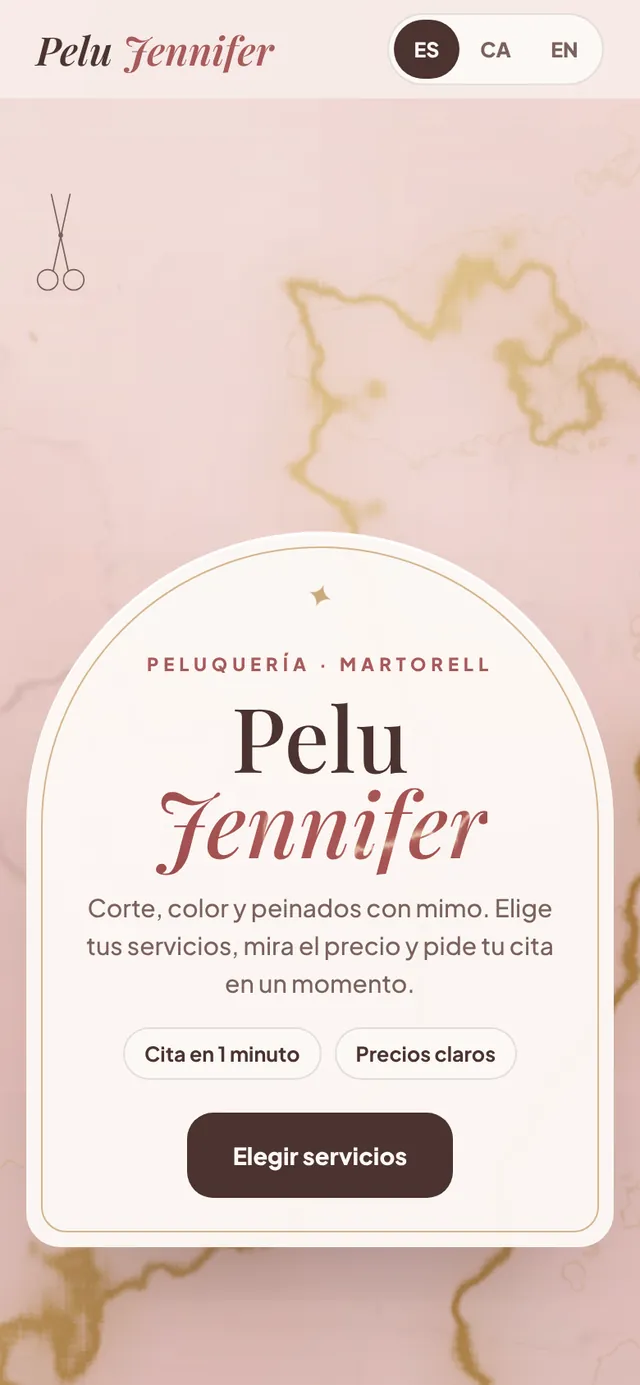 Pelu Jennifer
ES CA EN
PELUQUERÍA · MARTORELL
Pelu
Jennifer
Corte, color y peinados con mimo. Elige
tus servicios, mira el precio y pide tu cita
en un momento.
Cita en 1 minuto
Precios claros
Elegir servicios